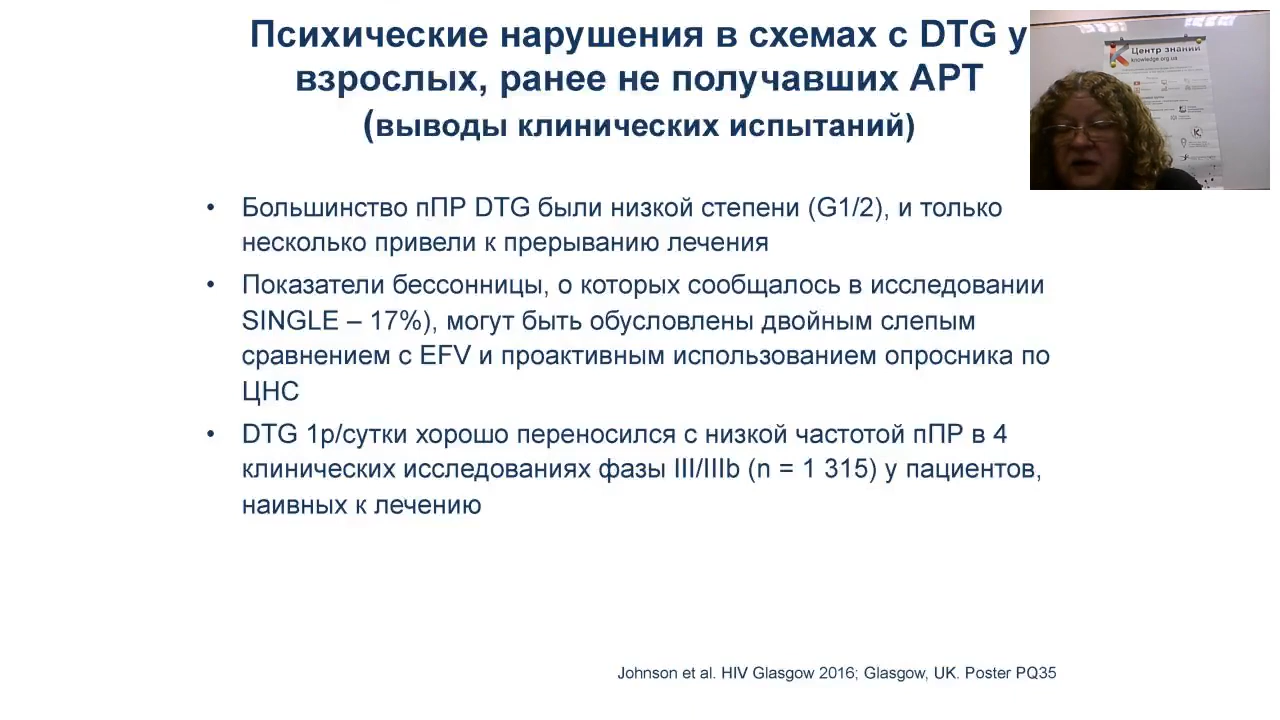 Психические нарушения в схемах с DTG у
взрослых, ранее не получавших АРТ
(выводы клинических испытаний)
Центр знаний
knowledge.org.ua
• Большинство пПР DTG были низкой степени (G1/2), и только
несколько привели к прерыванию лечения
• Показатели бессонницы, о которых сообщалось в исследовании
SINGLE – 17%), могут быть обусловлены двойным слепым
сравнением с EFV и проактивным использованием опросника по
ЦНС
• DTG 1р/сутки хорошо переносился с низкой частотой пПР в 4
клинических исследованиях фазы III/IIIb (n = 1 315) у пациентов,
наивных к лечению
Johnson et al. HIV Glasgow 2016; Glasgow, UK. Poster PQ35